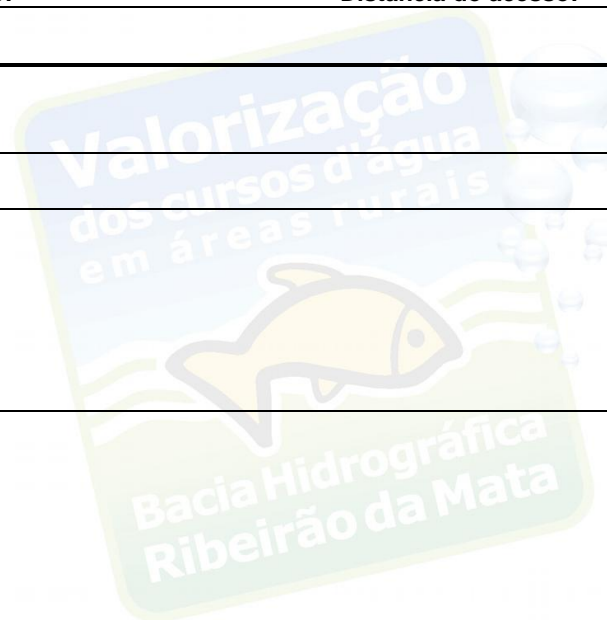 Distância do acesso:
Valorização
dos cursos d'água
em áreas rurais
Bacia Hidrográfica
Ribeirão da Mata